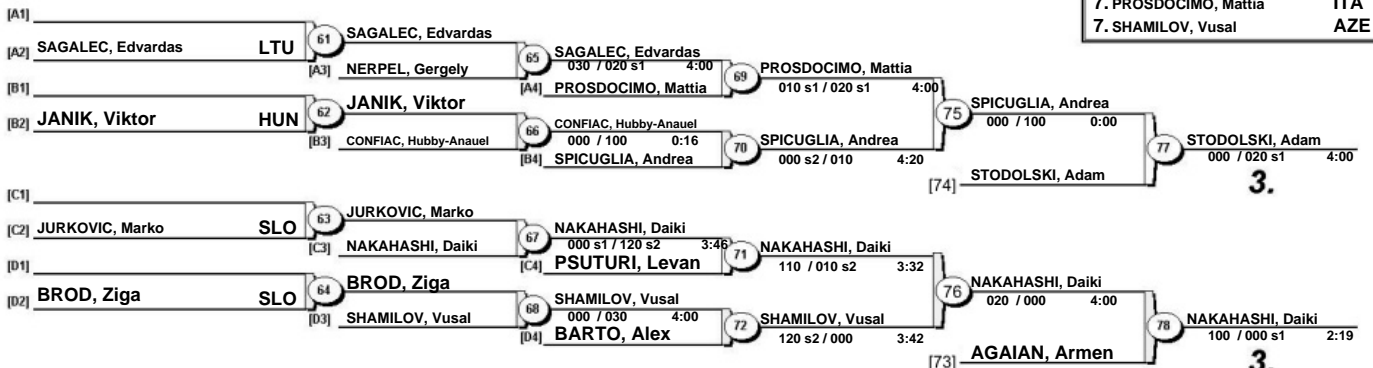 7. PROSDOCIMO, Mattia ITA
7. SHAMILOV, Vusal AZE
[A1]
[A2] SAGALEC, Edvardas LTU
61
SAGALEC, Edvardas
[A3] NERPEL, Gergely
65
SAGALEC, Edvardas
030 / 020 s1 4:00
[A4] PROSDOCIMO, Mattia
69
PROSDOCIMO, Mattia
010 s1 / 020 s1 4:00
[B1]
[B2] JANIK, Viktor HUN
62
JANIK, Viktor
[B3] CONFIAC, Hubby-Anauel
66
CONFIAC, Hubby-Anauel
000 / 100 0:16
[B4] SPICUGLIA, Andrea
70
SPICUGLIA, Andrea
000 s2 / 010 4:20
75
SPICUGLIA, Andrea
000 / 100 0:00
[74] STODOLSKI, Adam
77
STODOLSKI, Adam
000 / 020 s1 4:00
3.
[C1]
[C2] JURKOVIC, Marko SLO
63
JURKOVIC, Marko
[C3] NAKAHASHI, Daiki
67
NAKAHASHI, Daiki
000 s1 / 120 s2 3:46
[C4] PSUTURI, Levan
71
NAKAHASHI, Daiki
110 / 010 s2 3:32
[D1]
[D2] BROD, Ziga SLO
64
BROD, Ziga
[D3] SHAMILOV, Vusal
68
SHAMILOV, Vusal
000 / 030 4:00
[D4] BARTO, Alex
72
SHAMILOV, Vusal
120 s2 / 000 3:42
76
NAKAHASHI, Daiki
020 / 000 4:00
[73] AGAIAN, Armen
78
NAKAHASHI, Daiki
100 / 000 s1 2:19
3.